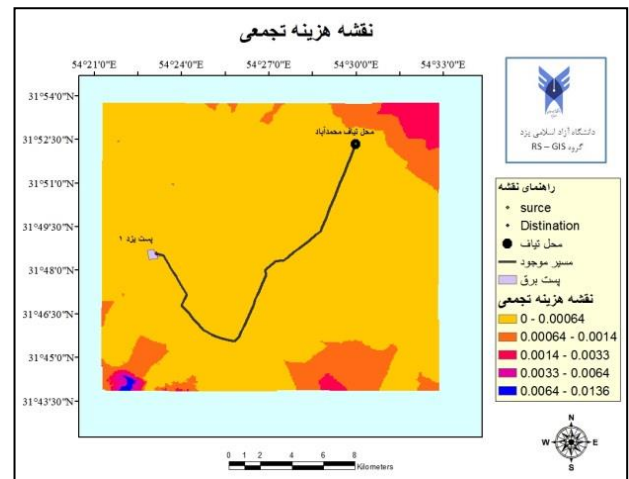 نقشه هزینه تجمعی
54°21'0"E 54°24'0"E 54°27'0"E 54°30'0"E 54°33'0"E
31°54'0"N
31°52'30"N
31°51'0"N
31°49'30"N
31°48'0"N
31°46'30"N
31°45'0"N
31°43'30"N
محل تپاف محمدآباد
پست یزد ۱
دانشگاه آزاد اسلامی یزد
گروه RS – GIS
راهنمای نقشه
surce
Distination
محل تپاف
مسیر موجود
پست برق
نقشه هزینه تجمعی
0 - 0.00064
0.00064 - 0.0014
0.0014 - 0.0033
0.0033 - 0.0064
0.0064 - 0.0136
N
W E
S
0 1 2 4 6 8
Kilometers